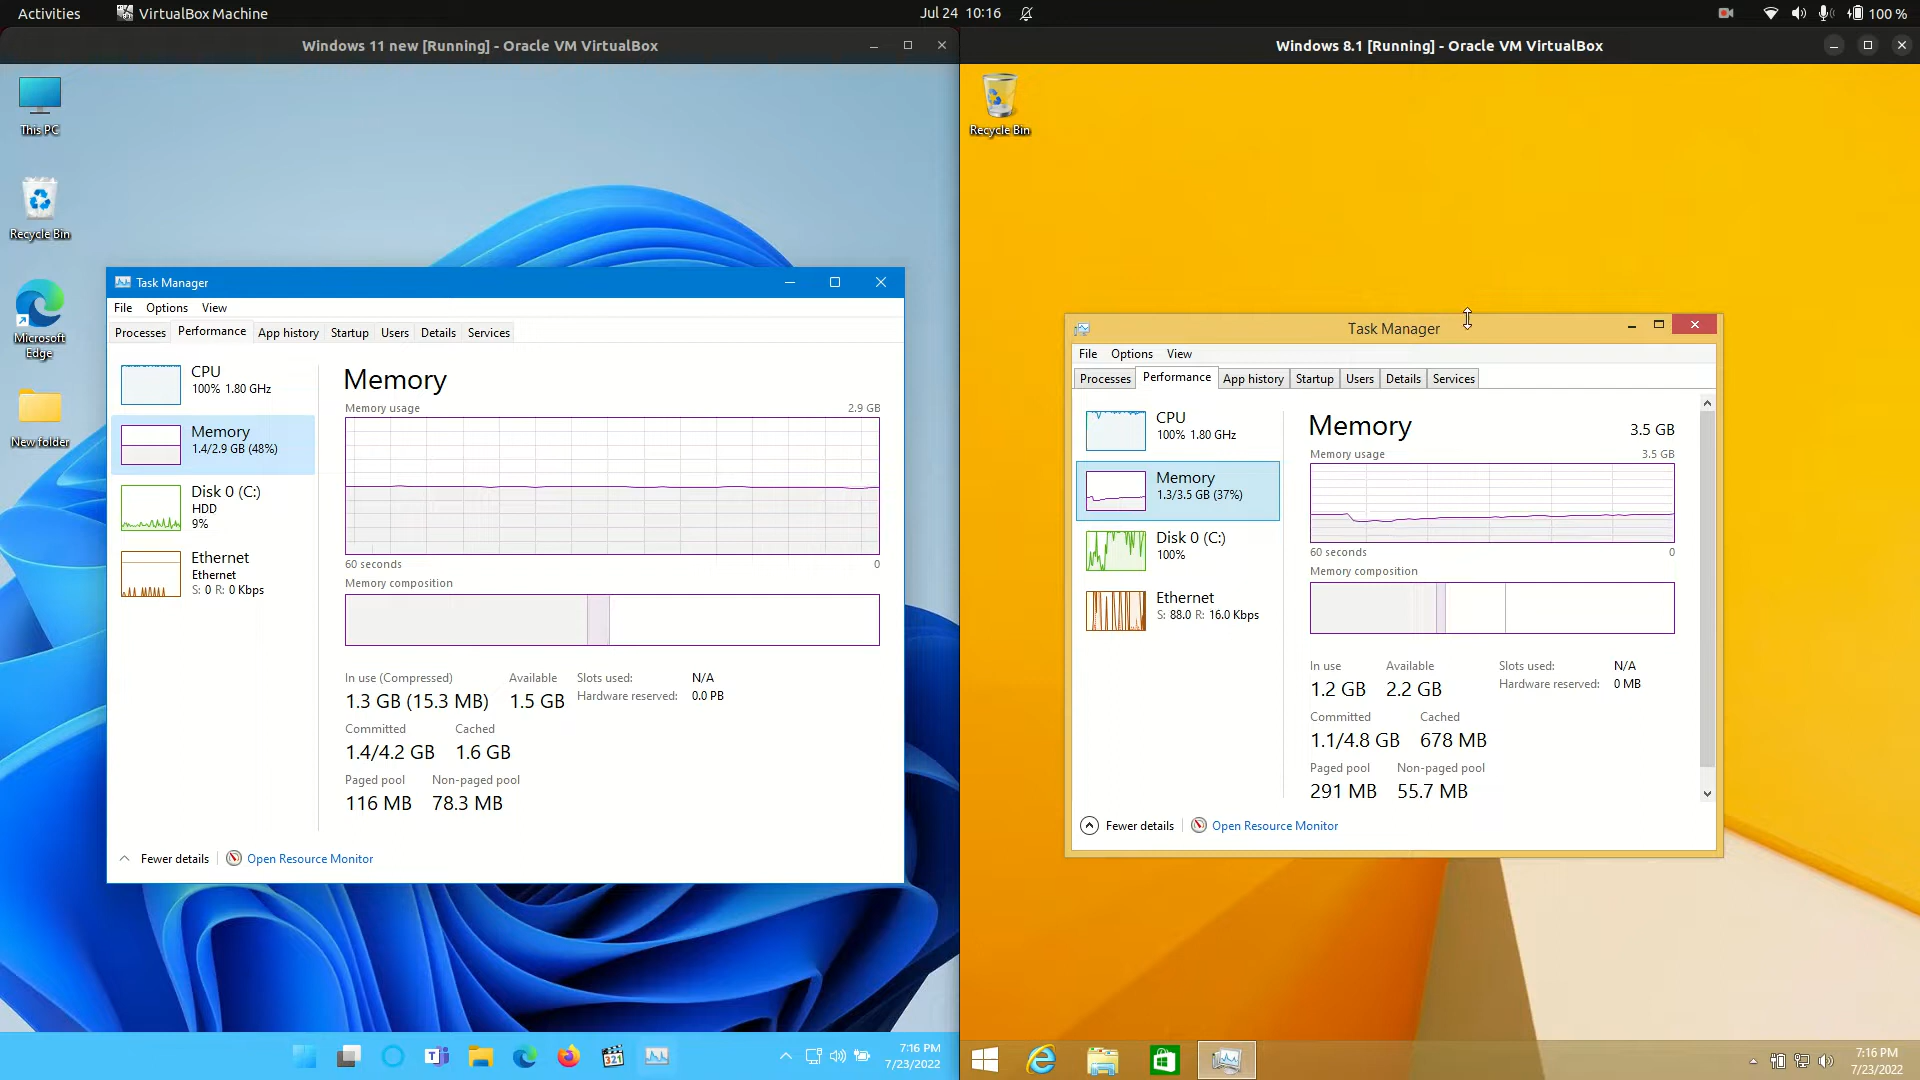 Activities
VirtualBox Machine
Jul 24 10:16
100 %
Windows 11 new [Running] - Oracle VM VirtualBox
This PC
Recycle Bin
Microsoft
Edge
New folder
Task Manager
File Options View
Processes Performance App history Startup Users Details Services
CPU
100% 1.80 GHz
Memory
1.4/2.9 GB (48%)
Disk 0 (C:)
HDD
9%
Ethernet
Ethernet
S: 0 R: 0 Kbps
Memory
Memory usage 2.9 GB
60 seconds 0
Memory composition
In use (Compressed) Available Slots used: N/A
1.3 GB (15.3 MB) 1.5 GB Hardware reserved: 0.0 PB
Committed Cached
1.4/4.2 GB 1.6 GB
Paged pool Non-paged pool
116 MB 78.3 MB
Fewer details Open Resource Monitor
321
7:16 PM
7/23/2022
Windows 8.1 [Running] - Oracle VM VirtualBox
Recycle Bin
Task Manager
File Options View
Processes Performance App history Startup Users Details Services
CPU
100% 1.80 GHz
Memory
1.3/3.5 GB (37%)
Disk 0 (C:)
100%
Ethernet
S: 88.0 R: 16.0 Kbps
Memory 3.5 GB
Memory usage 3.5 GB
60 seconds 0
Memory composition
In use Available Slots used: N/A
1.2 GB 2.2 GB Hardware reserved: 0 MB
Committed Cached
1.1/4.8 GB 678 MB
Paged pool Non-paged pool
291 MB 55.7 MB
Fewer details Open Resource Monitor
7:16 PM
7/23/2022